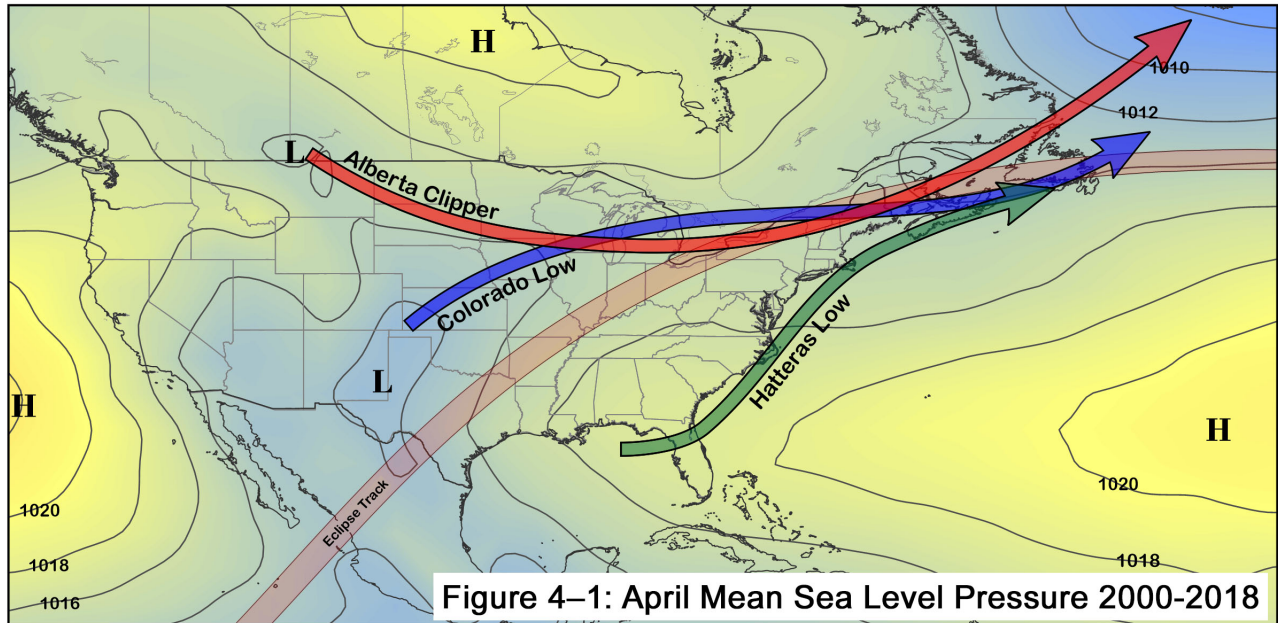 H
1010
1012
L
Alberta Clipper
Colorado Low
Hatteras Low
L
H
H
1020
1020
Eclipse Track
1018
1018
1016
Figure 4–1: April Mean Sea Level Pressure 2000-2018